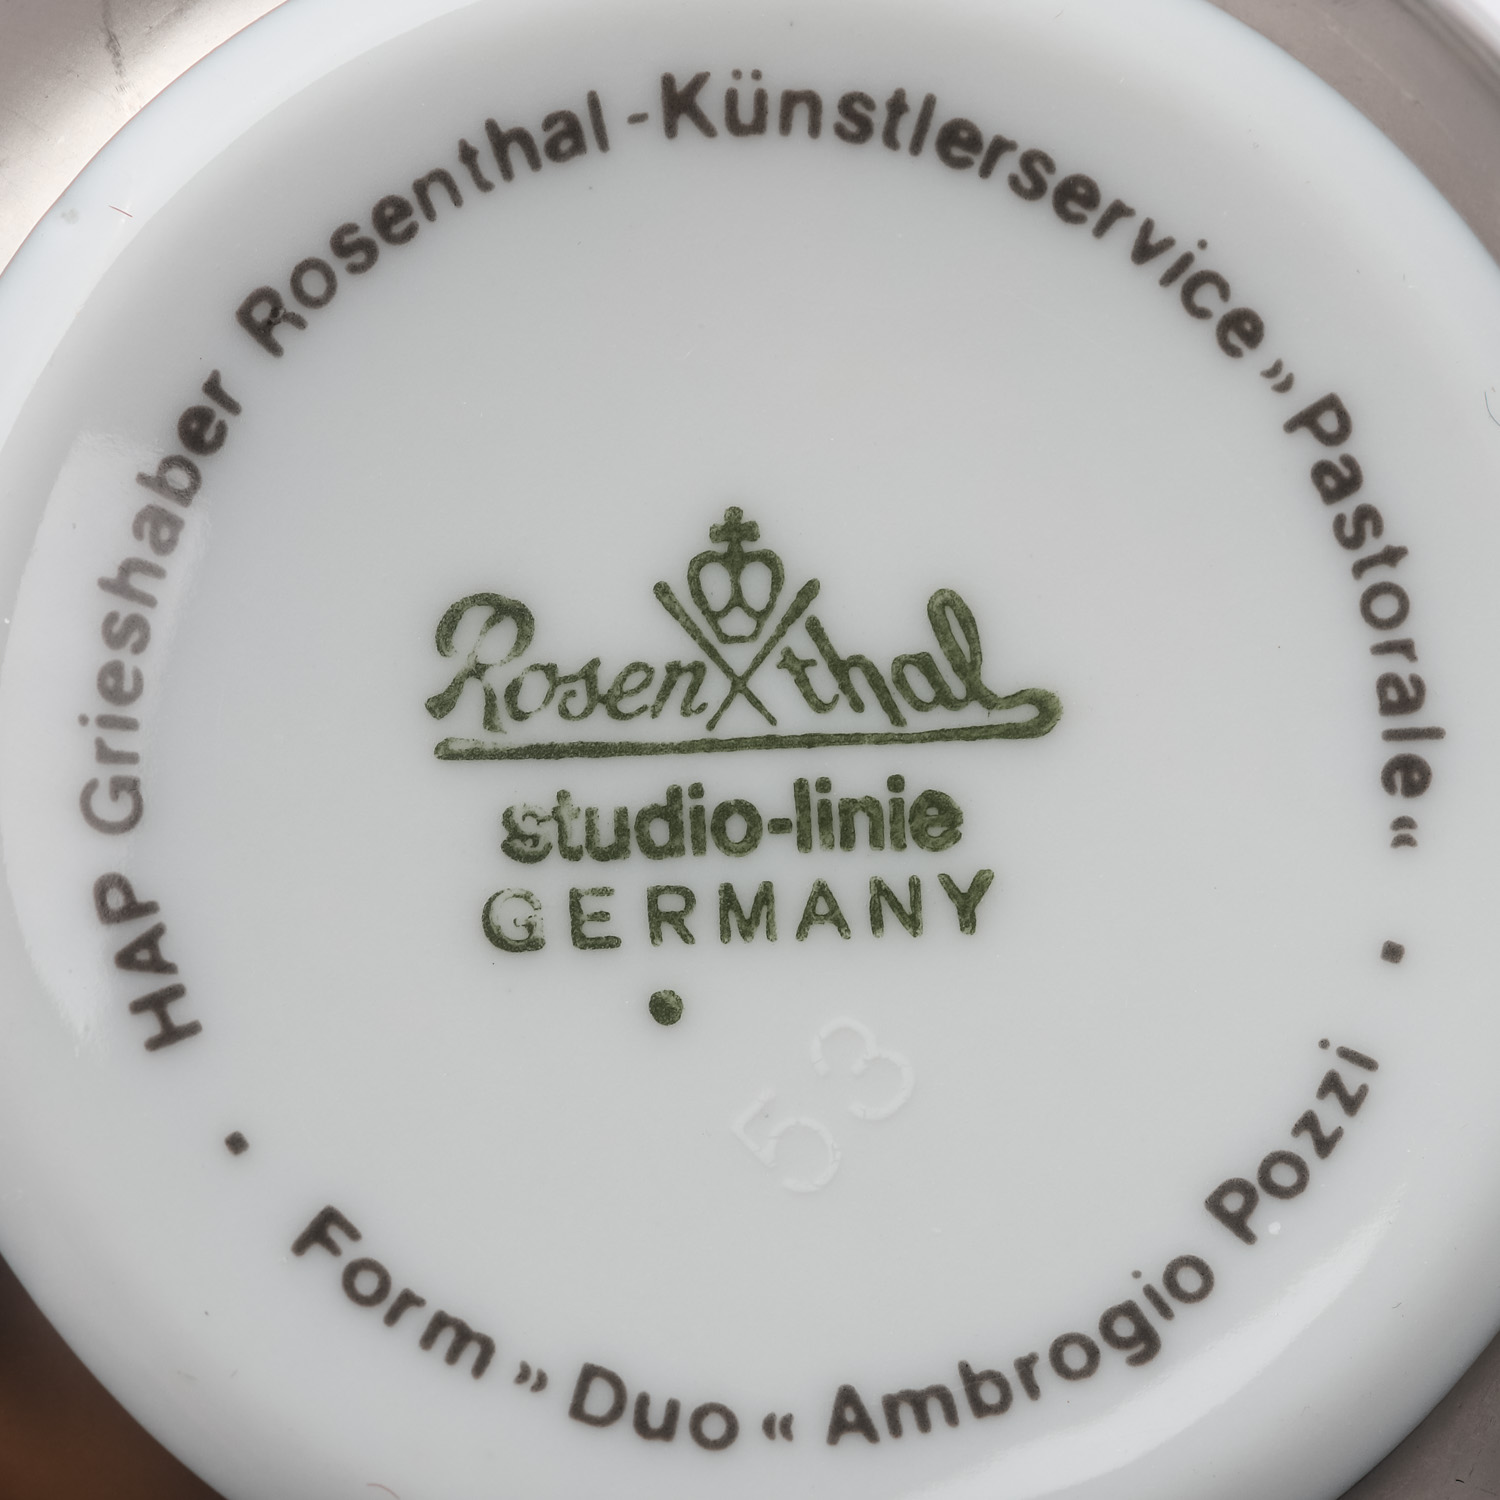 HAP Grieshaber Rosenthal-Künstlerservice »Pastorale«
Rosenthal
studio-linie
GERMANY
53
Form »Duo« Ambrogio Pozzi